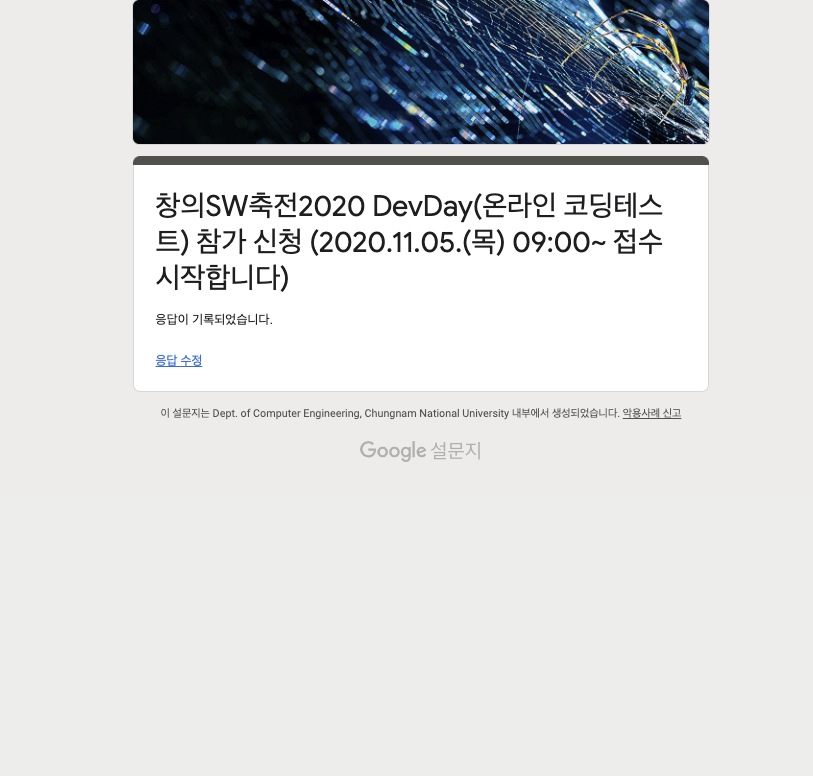 창의SW축전2020 DevDay(온라인 코딩테스
트) 참가 신청 (2020.11.05.(목) 09:00~ 접수
시작합니다)
응답이 기록되었습니다.
응답 수정
이 설문지는 Dept. of Computer Engineering, Chungnam National University 내부에서 생성되었습니다. 악용사례 신고
Google 설문지